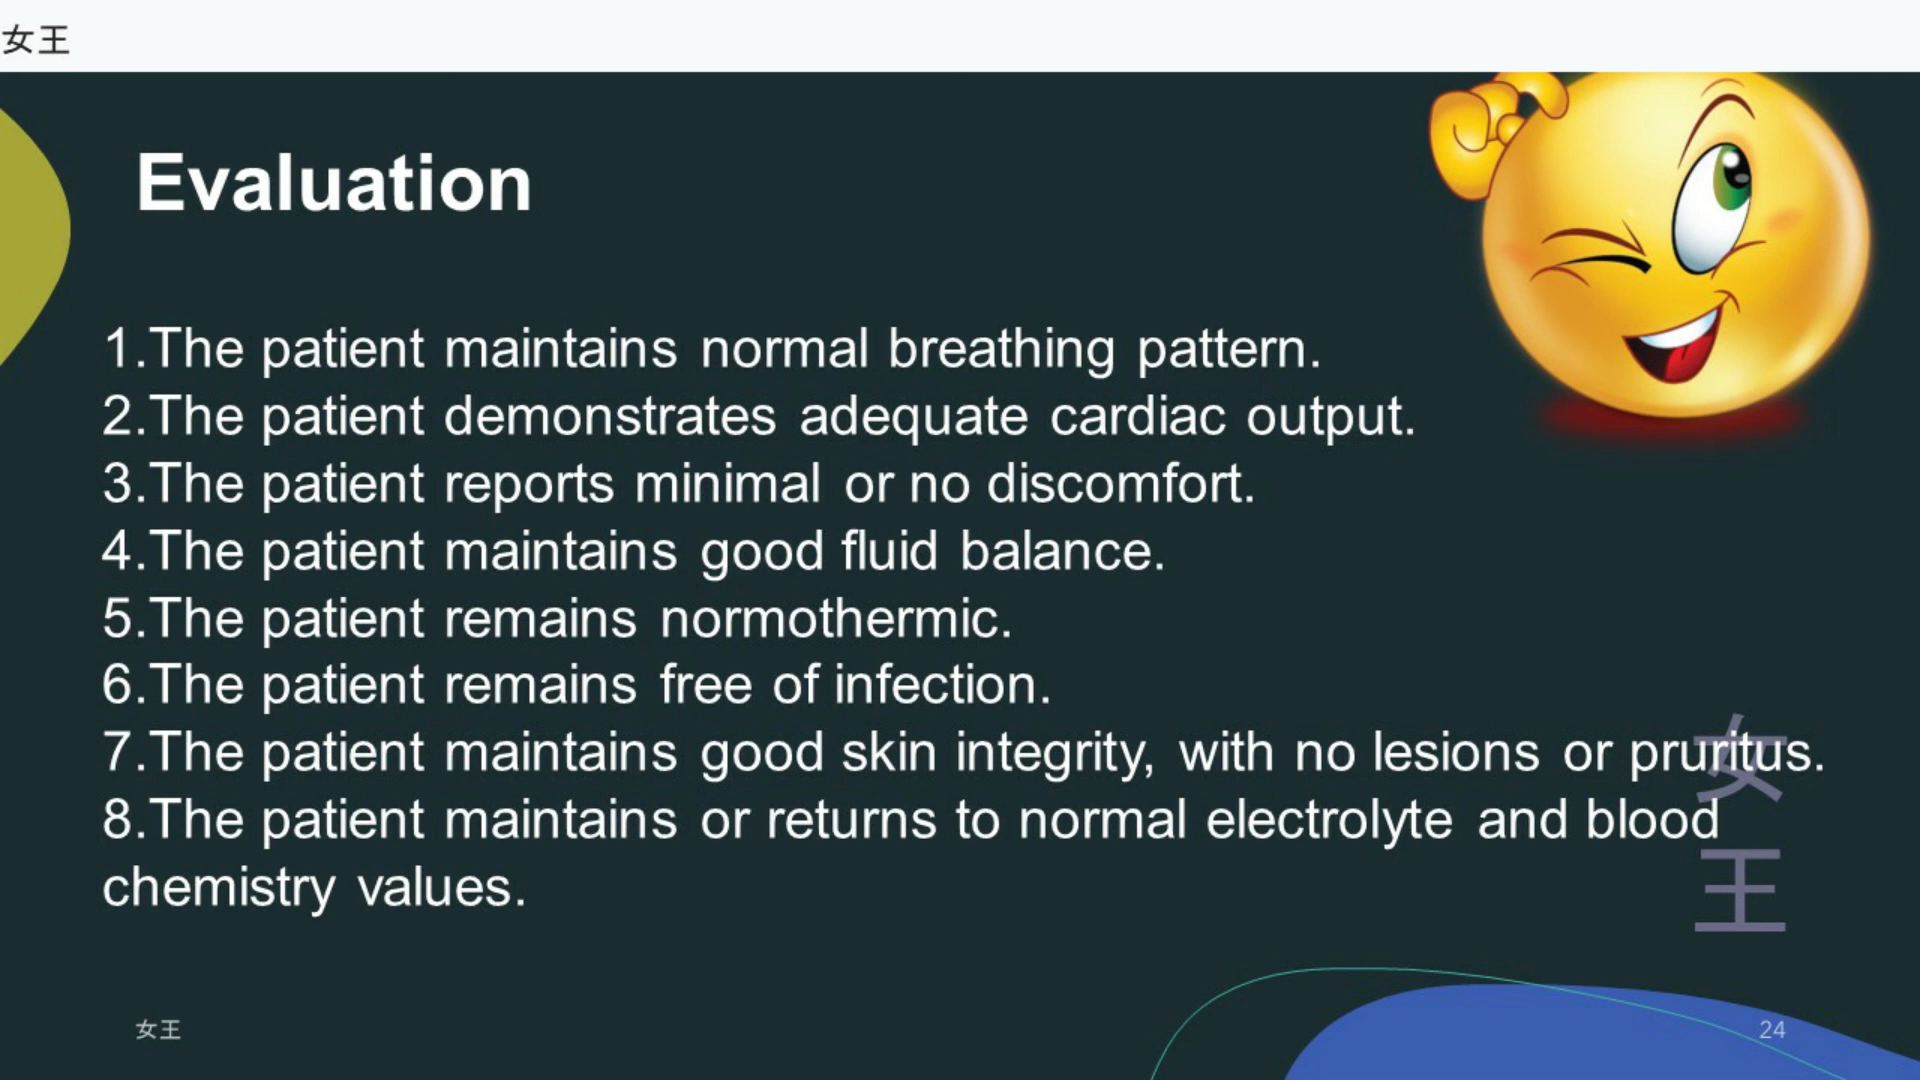 女王
Evaluation
1.The patient maintains normal breathing pattern.
2.The patient demonstrates adequate cardiac output.
3.The patient reports minimal or no discomfort.
4.The patient maintains good fluid balance.
5.The patient remains normothermic.
6.The patient remains free of infection.
7.The patient maintains good skin integrity, with no lesions or pruritus.
8.The patient maintains or returns to normal electrolyte and blood
chemistry values.
女
王
女王
24